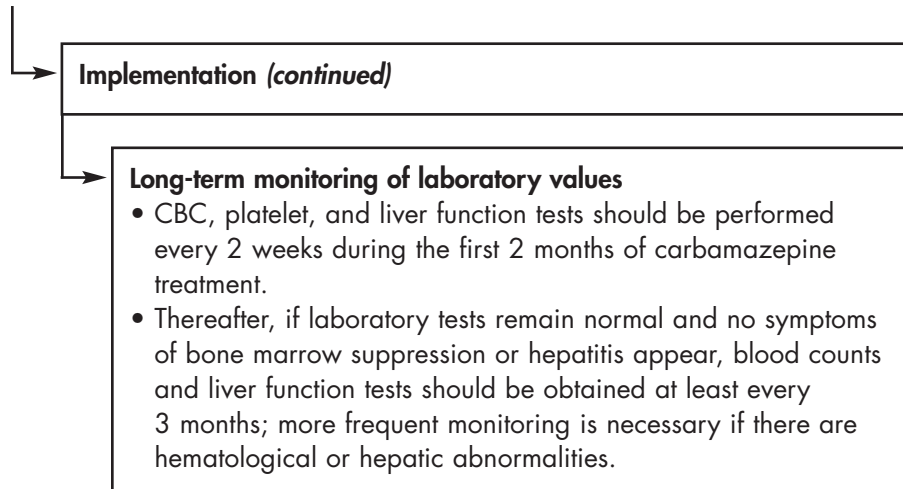 Implementation (continued)
Long-term monitoring of laboratory values
• CBC, platelet, and liver function tests should be performed
every 2 weeks during the first 2 months of carbamazepine
treatment.
• Thereafter, if laboratory tests remain normal and no symptoms
of bone marrow suppression or hepatitis appear, blood counts
and liver function tests should be obtained at least every
3 months; more frequent monitoring is necessary if there are
hematological or hepatic abnormalities.